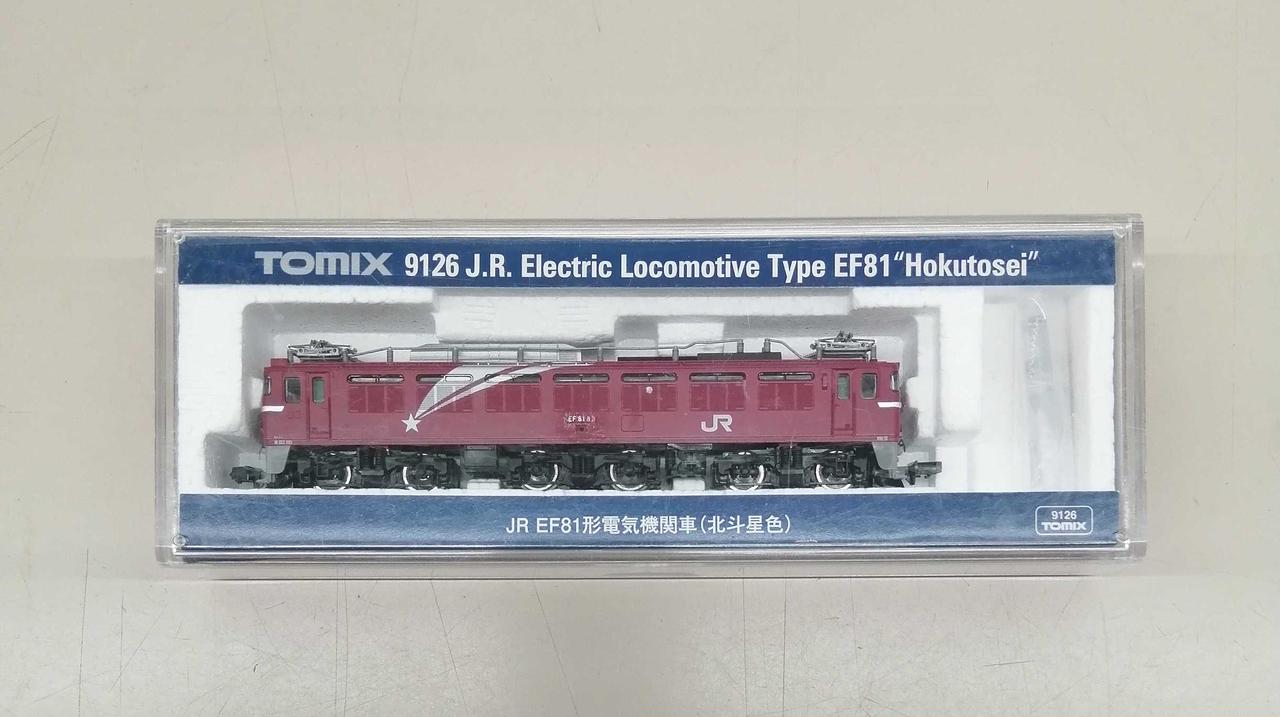 TOMIX 9126 J.R. Electric Locomotive Type EF81 “Hokutosei”
JR
JR EF81形電気機関車(北斗星色)
9126
TOMIX